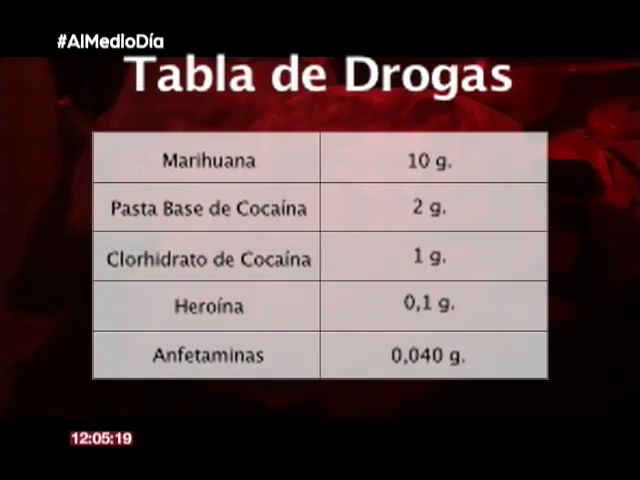 #AlMedioDía
Tabla de Drogas
Marihuana 10 g.
Pasta Base de Cocaína 2 g.
Clorhidrato de Cocaína 1 g.
Heroína 0,1 g.
Anfetaminas 0,040 g.
12:05:19